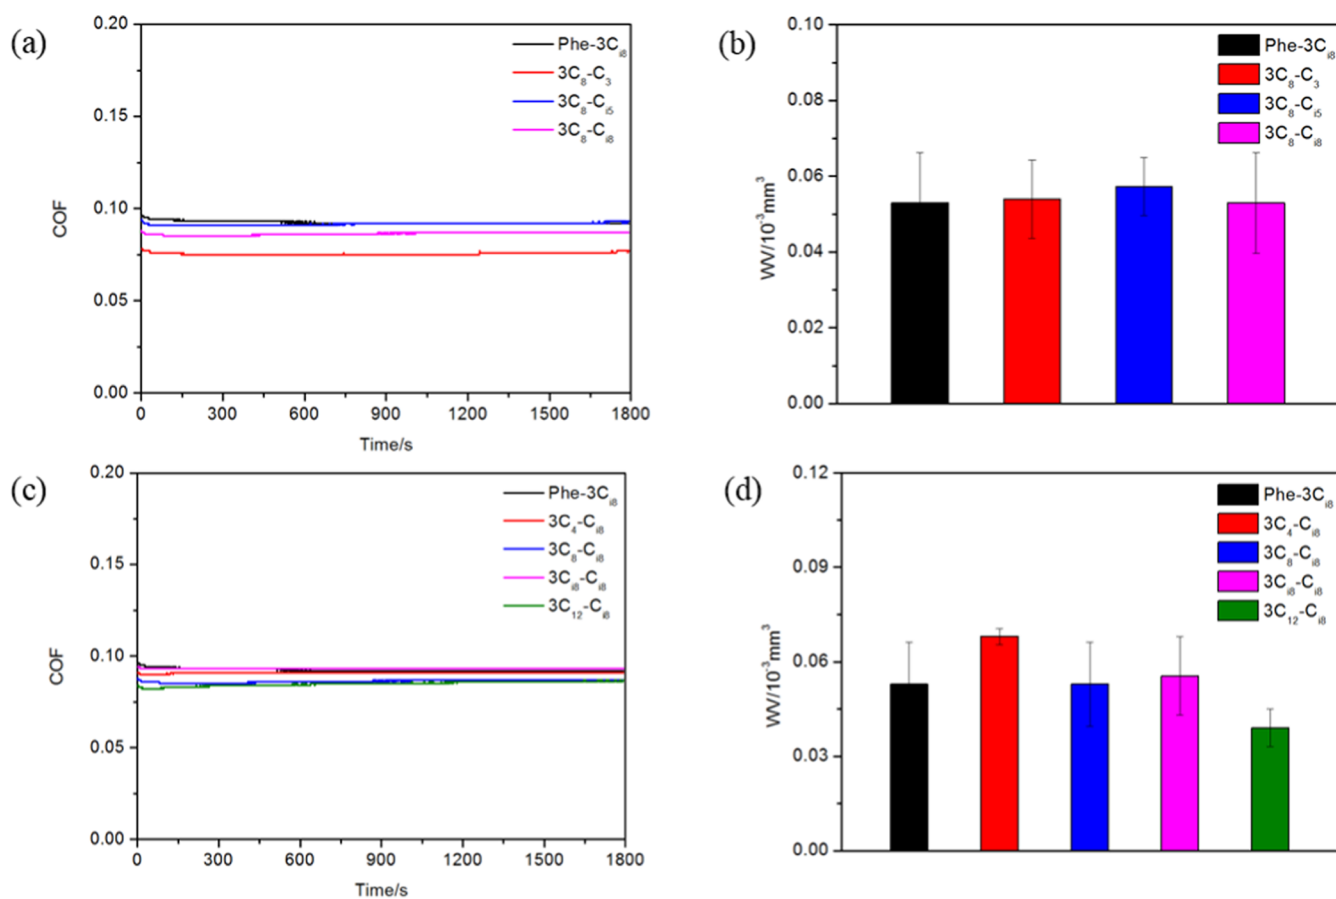 (a)
0.20
0.15
0.10
0.05
0.00
COF
0 300 600 900 1200 1500 1800
Time/s
Phe-3Ci8
3C8-C3
3C8-Ci5
3C8-Ci8
(b)
0.10
0.08
0.06
0.04
0.02
0.00
WV/10-3mm3
Phe-3Ci8
3C8-C3
3C8-Ci5
3C8-Ci8
(c)
0.20
0.15
0.10
0.05
0.00
COF
0 300 600 900 1200 1500 1800
Time/s
Phe-3Ci8
3C4-Ci8
3C8-Ci8
3Ci8-Ci8
3C12-Ci8
(d)
0.12
0.09
0.06
0.03
0.00
WV/10-3mm3
Phe-3Ci8
3C4-Ci8
3C8-Ci8
3Ci8-Ci8
3C12-Ci8